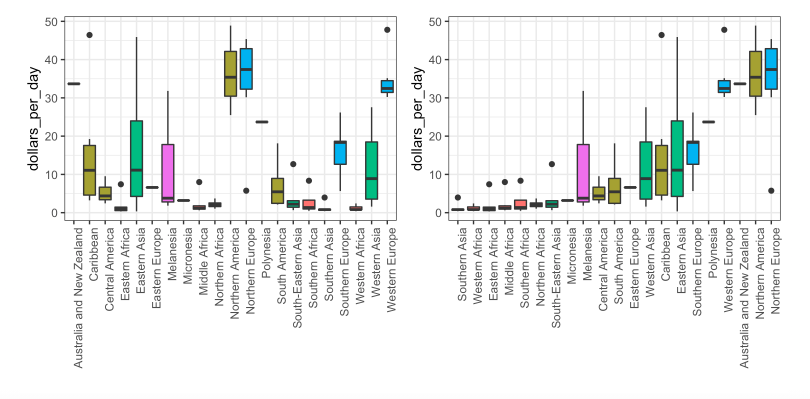 dollars_per_day
50
40
30
20
10
0
Australia and New Zealand
Caribbean
Central America
Eastern Africa
Eastern Asia
Eastern Europe
Melanesia
Micronesia
Middle Africa
Northern Africa
Northern America
Northern Europe
Polynesia
South America
South-Eastern Asia
Southern Africa
Southern Asia
Southern Europe
Western Africa
Western Asia
Western Europe
dollars_per_day
50
40
30
20
10
0
Southern Asia
Western Africa
Eastern Africa
Middle Africa
Southern Africa
Northern Africa
South-Eastern Asia
Micronesia
Melanesia
Central America
South America
Eastern Europe
Western Asia
Caribbean
Eastern Asia
Southern Europe
Polynesia
Western Europe
Australia and New Zealand
Northern America
Northern Europe